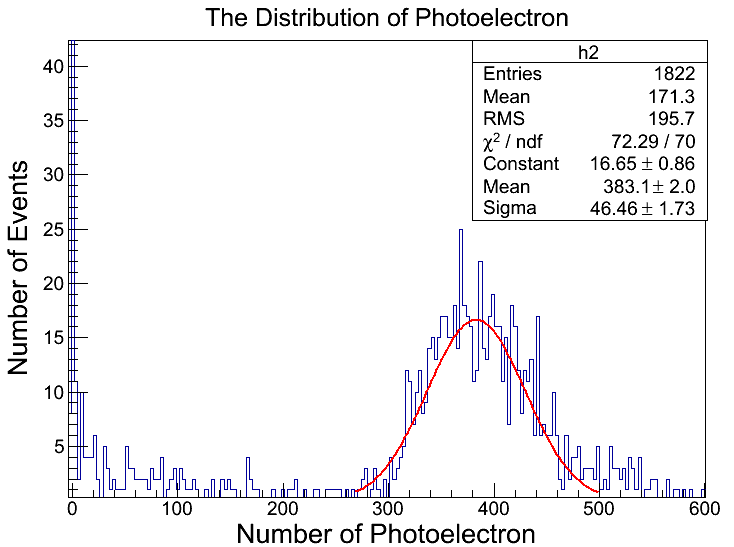 The Distribution of Photoelectron
h2
Entries 1822
Mean 171.3
RMS 195.7
χ² / ndf 72.29 / 70
Constant 16.65 ± 0.86
Mean 383.1 ± 2.0
Sigma 46.46 ± 1.73
Number of Events
40
35
30
25
20
15
10
5
0 100 200 300 400 500 600
Number of Photoelectron